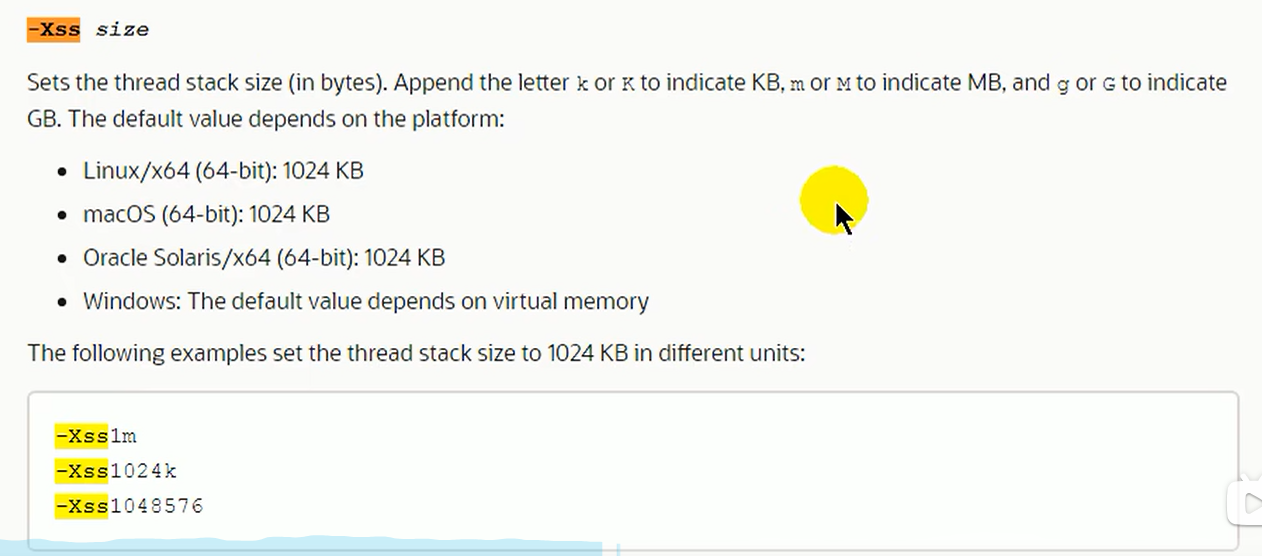 -Xss size
Sets the thread stack size (in bytes). Append the letter k or K to indicate KB, m or M to indicate MB, and g or G to indicate
GB. The default value depends on the platform:
• Linux/x64 (64-bit): 1024 KB
• macOS (64-bit): 1024 KB
• Oracle Solaris/x64 (64-bit): 1024 KB
• Windows: The default value depends on virtual memory
The following examples set the thread stack size to 1024 KB in different units:
-Xss1m
-Xss1024k
-Xss1048576